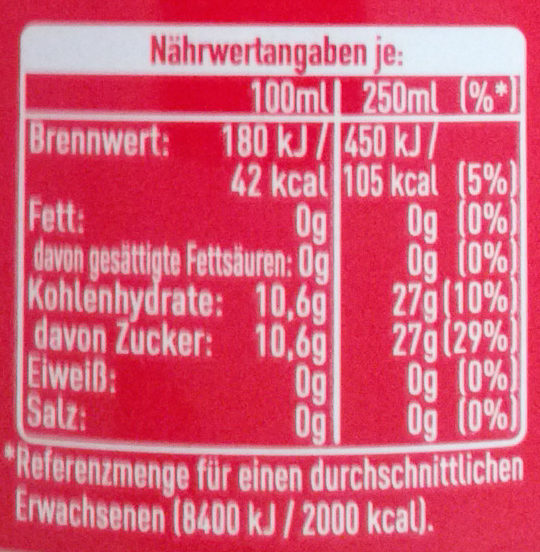 Nährwertangaben je:
100ml 250ml (%*)
Brennwert: 180 kJ / 450 kJ /
42 kcal 105 kcal (5%)
Fett: 0g 0g (0%)
davon gesättigte Fettsäuren: 0g 0g (0%)
Kohlenhydrate: 10,6g 27g (10%)
davon Zucker: 10,6g 27g (29%)
Eiweiß: 0g 0g (0%)
Salz: 0g 0g (0%)
*Referenzmenge für einen durchschnittlichen
Erwachsenen (8400 kJ / 2000 kcal).